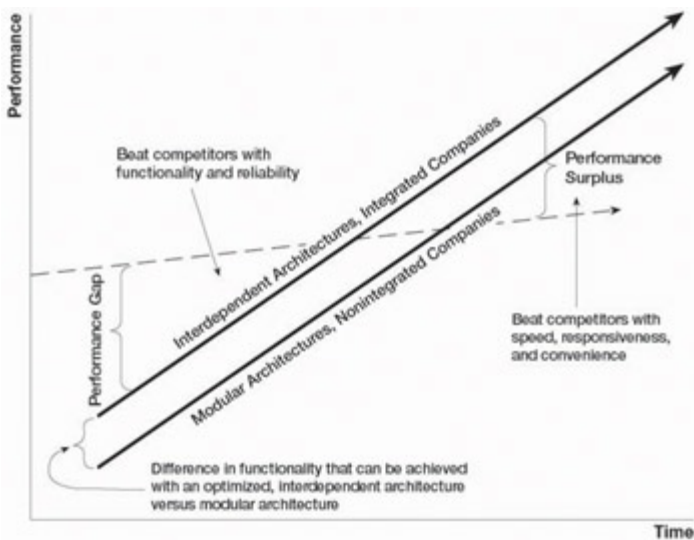 Performance
Beat competitors with
functionality and reliability
Interdependent Architectures, Integrated Companies
Performance
Surplus
Modular Architectures, Nonintegrated Companies
Performance Gap
Beat competitors with
speed, responsiveness,
and convenience
Difference in functionality that can be achieved
with an optimized, interdependent architecture
versus modular architecture
Time